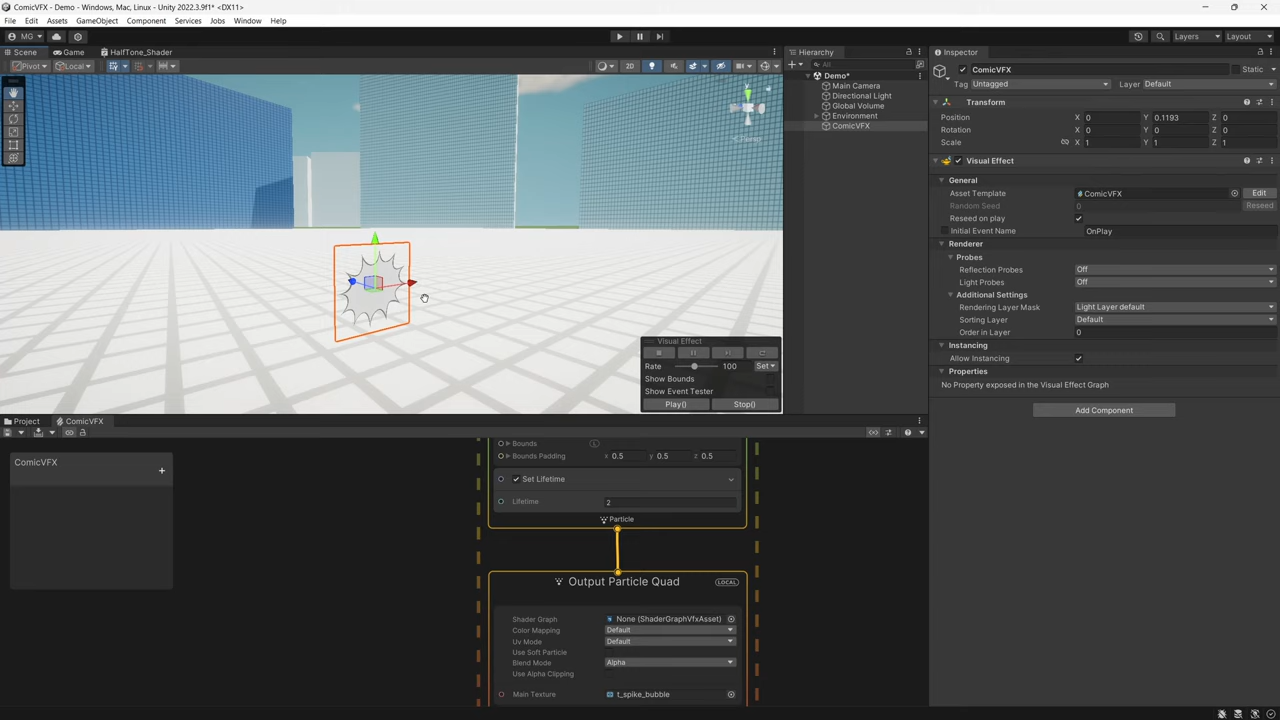 ComicVFX - Demo - Windows, Mac, Linux - Unity 2022.3.9f1* <DX11>
File Edit Assets GameObject Component Services Jobs Window Help
MG Layers Layout
Scene Game HalfTone_Shader Hierarchy Inspector
Pivot Local 2D All
ComicVFX Static
Tag Untagged Layer Default
Demo*
Main Camera
Directional Light
Global Volume
Environment
ComicVFX
y
Persp
Transform
Position X 0 Y 0.1193 Z 0
Rotation X 0 Y 0 Z 0
Scale X 1 Y 1 Z 1
Visual Effect
General
Asset Template ComicVFX Edit
Random Seed 0 Reseed
Reseed on play
Initial Event Name OnPlay
Renderer
Probes
Reflection Probes Off
Light Probes Off
Additional Settings
Rendering Layer Mask Light Layer default
Sorting Layer Default
Order in Layer 0
Instancing
Allow Instancing
Properties
No Property exposed in the Visual Effect Graph
Add Component
Visual Effect
Rate 100 Set
Show Bounds
Show Event Tester
Play() Stop()
Project ComicVFX
ComicVFX +
Bounds L
Bounds Padding x 0.5 y 0.5 z 0.5
Set Lifetime
Lifetime 2
Particle
Output Particle Quad LOCAL
Shader Graph None (ShaderGraphVfxAsset)
Color Mapping Default
Uv Mode Default
Use Soft Particle
Blend Mode Alpha
Use Alpha Clipping
Main Texture t_spike_bubble